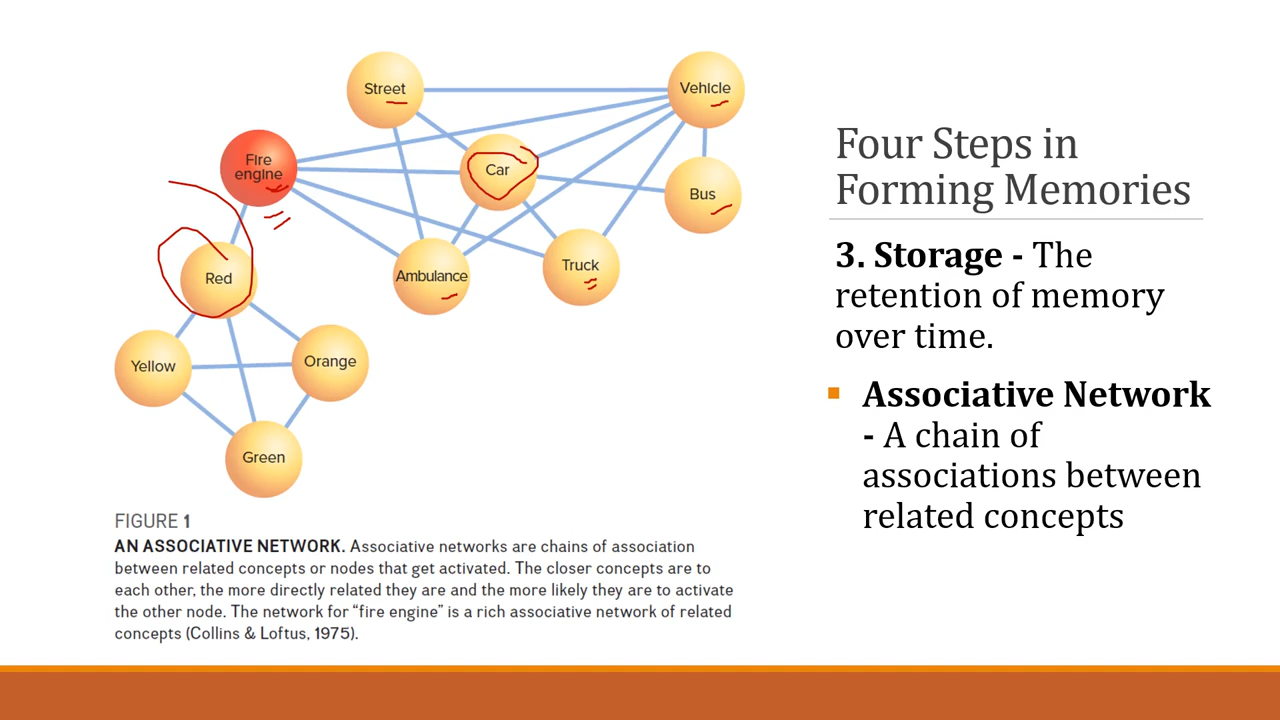 Street
Vehicle
Fire
engine
Car
Bus
Red
Ambulance
Truck
Yellow
Orange
Green
FIGURE 1
AN ASSOCIATIVE NETWORK. Associative networks are chains of association
between related concepts or nodes that get activated. The closer concepts are to
each other, the more directly related they are and the more likely they are to activate
the other node. The network for “fire engine” is a rich associative network of related
concepts (Collins & Loftus, 1975).
Four Steps in
Forming Memories
3. Storage - The
retention of memory
over time.
Associative Network
- A chain of
associations between
related concepts